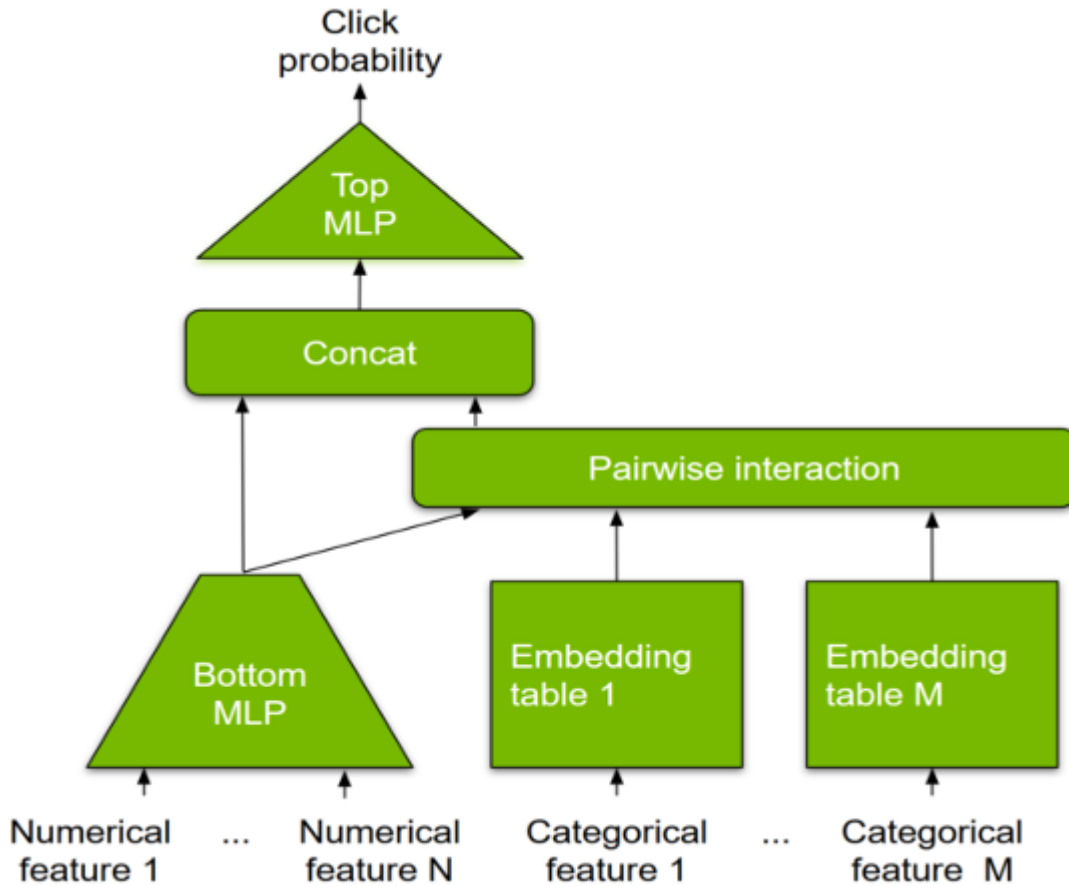 Click
probability
Top
MLP
Concat
Pairwise interaction
Bottom
MLP
Embedding
table 1
Embedding
table M
Numerical
feature 1
...
Numerical
feature N
Categorical
feature 1
...
Categorical
feature M